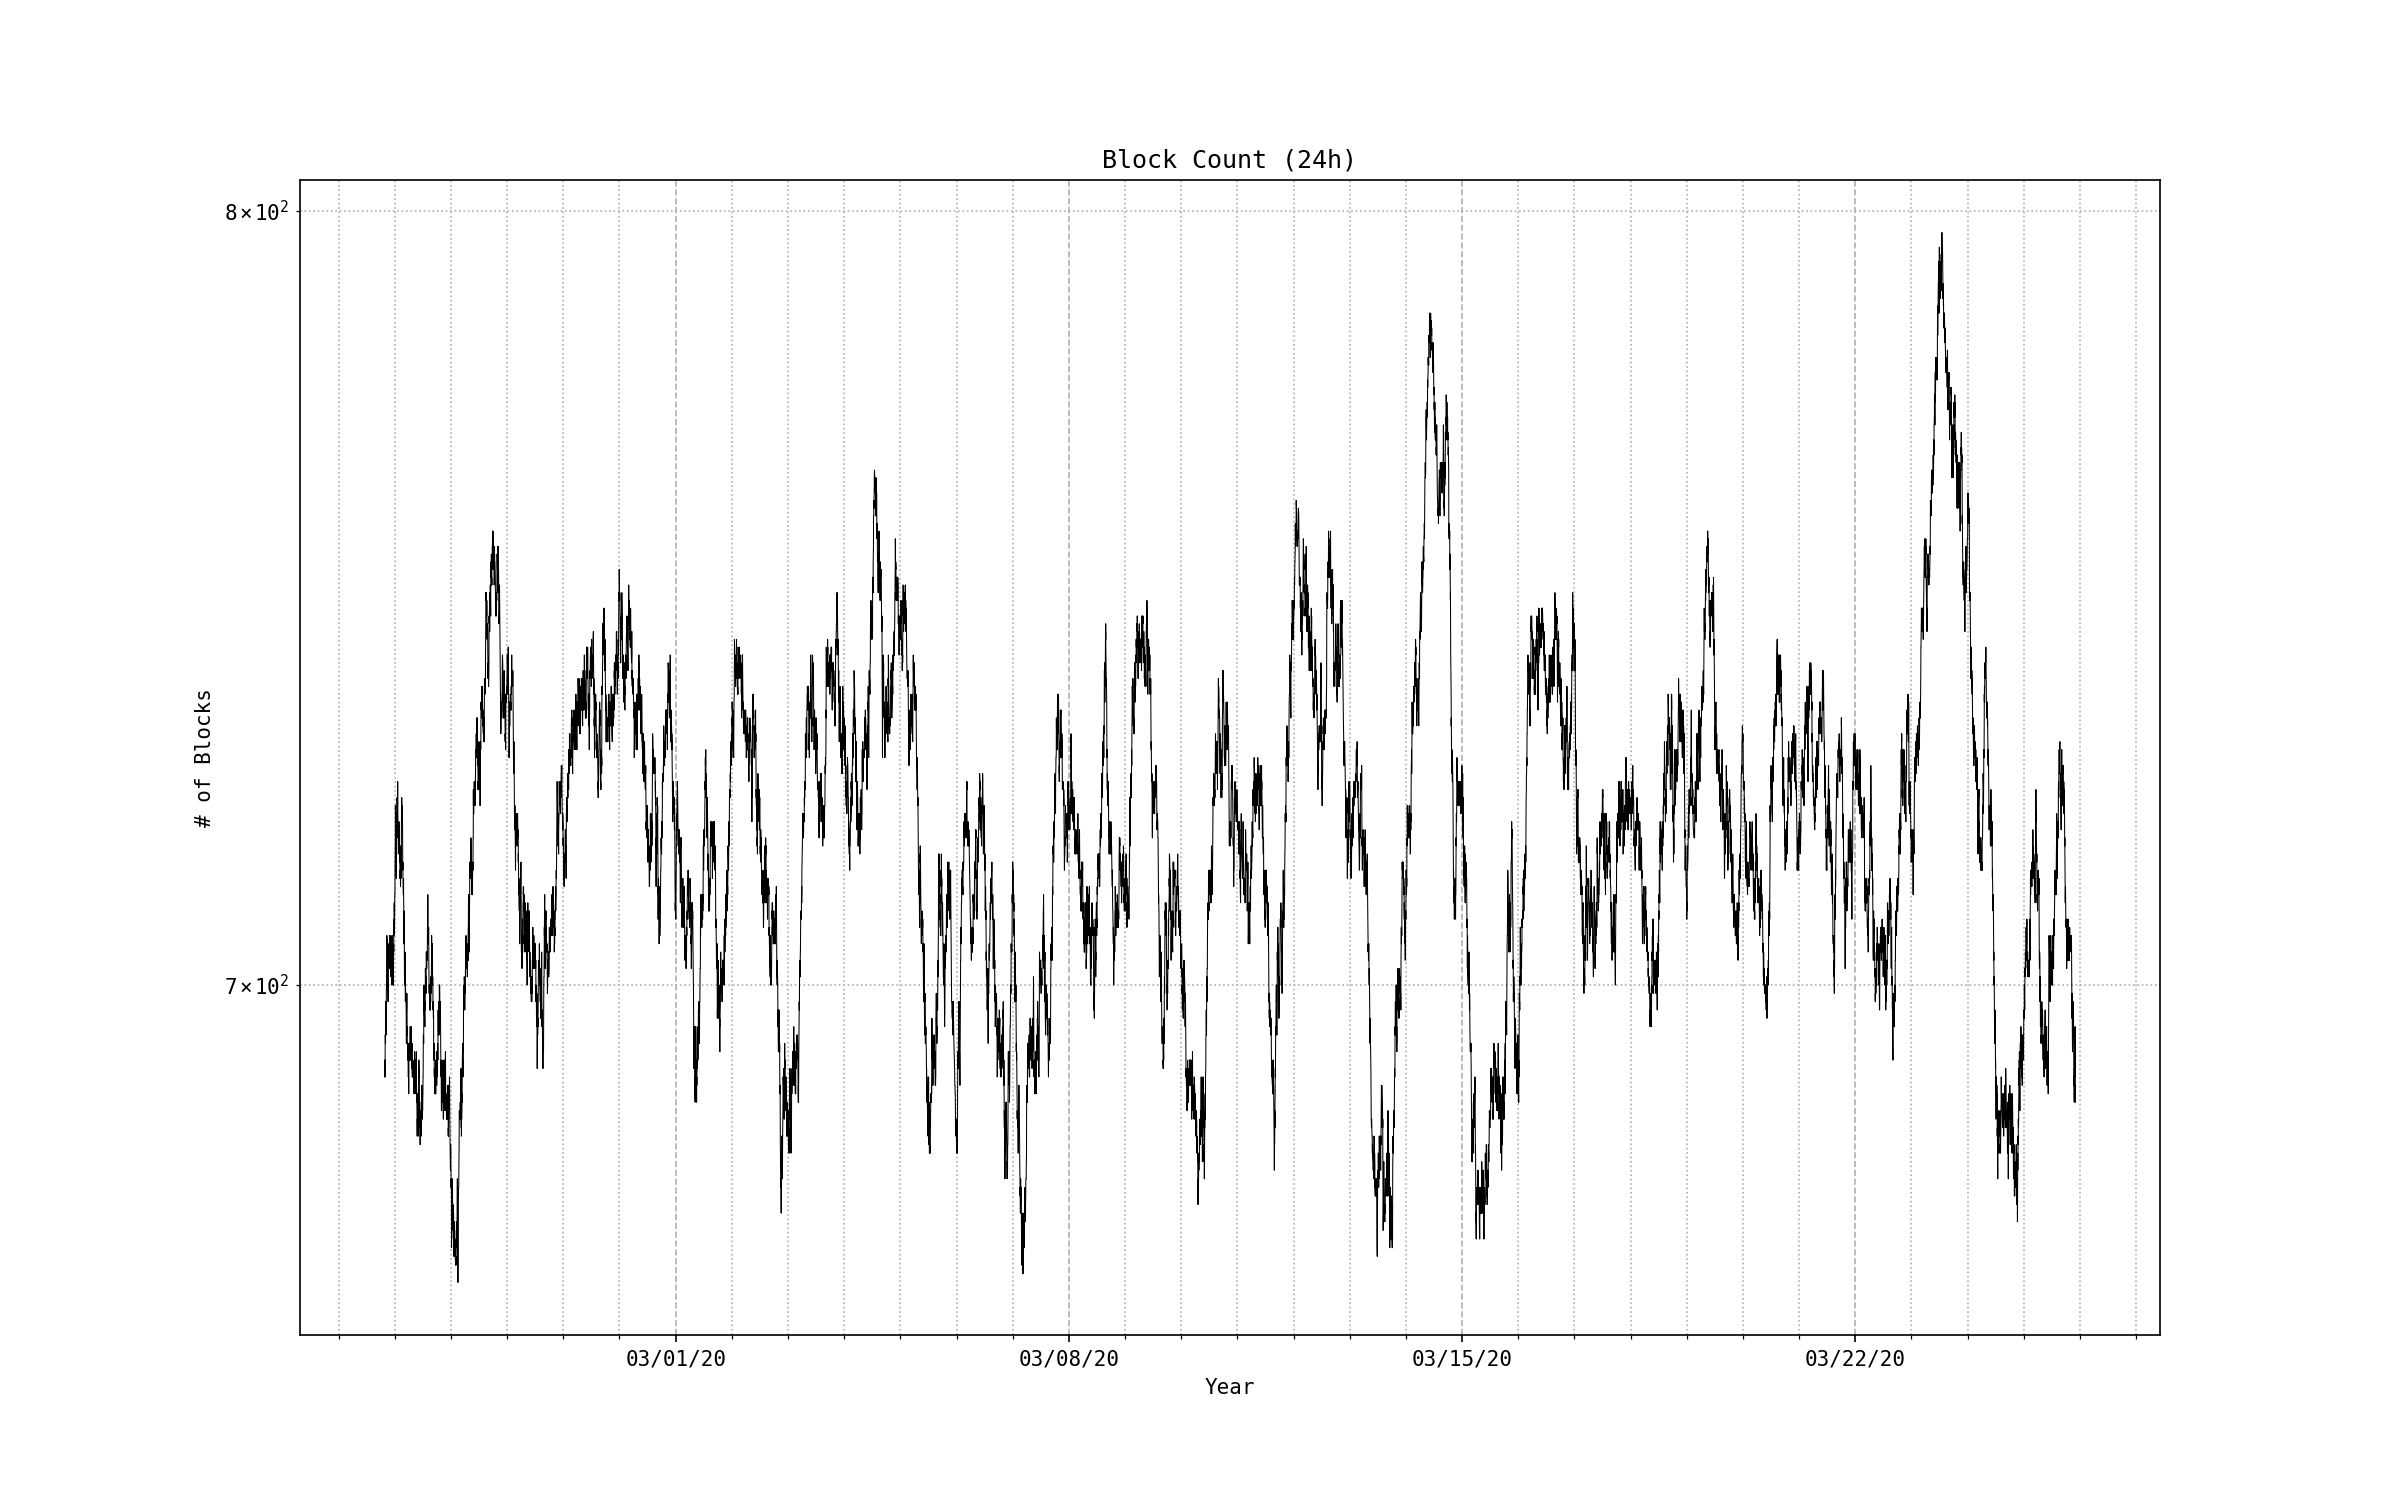 Block Count (24h)
8×10²
7×10²
# of Blocks
03/01/20 03/08/20 03/15/20 03/22/20
Year